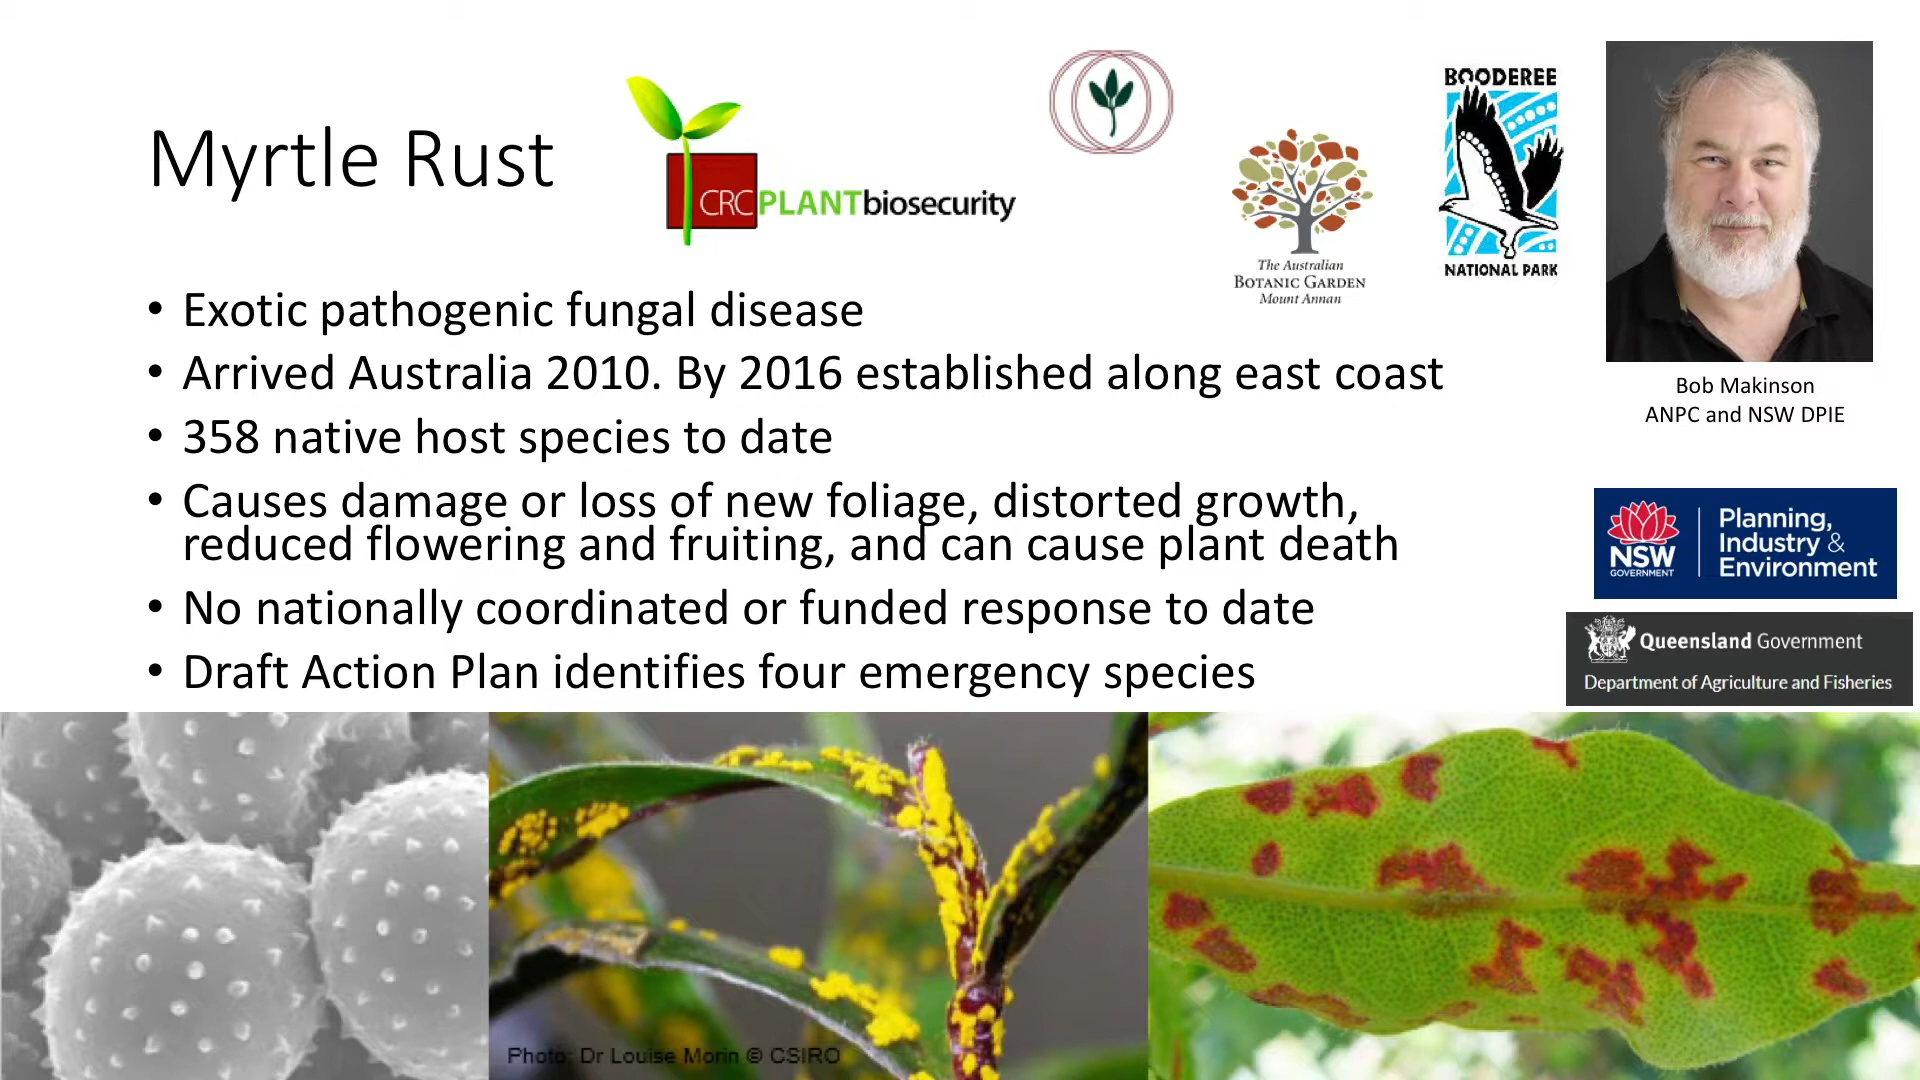 Myrtle Rust
CRCPLANTbiosecurity
The Australian
BOTANIC GARDEN
Mount Annan
BOODEREE
NATIONAL PARK
Bob Makinson
ANPC and NSW DPIE
• Exotic pathogenic fungal disease
• Arrived Australia 2010. By 2016 established along east coast
• 358 native host species to date
• Causes damage or loss of new foliage, distorted growth,
reduced flowering and fruiting, and can cause plant death
• No nationally coordinated or funded response to date
• Draft Action Plan identifies four emergency species
NSW
GOVERNMENT
Planning,
Industry &
Environment
Queensland Government
Department of Agriculture and Fisheries
Photo: Dr Louise Morin © CSIRO